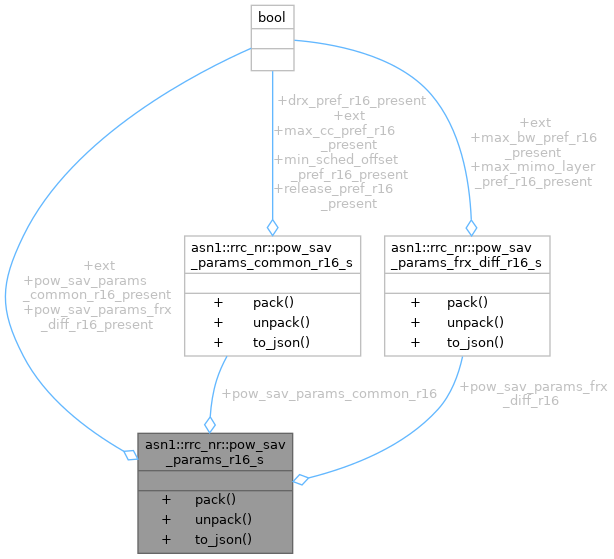 bool
+drx_pref_r16_present
+ext
+max_cc_pref_r16
_present
+min_sched_offset
_pref_r16_present
+release_pref_r16
_present
+ext
+max_bw_pref_r16
_present
+max_mimo_layer
_pref_r16_present
asn1::rrc_nr::pow_sav
_params_common_r16_s
+ pack()
+ unpack()
+ to_json()
asn1::rrc_nr::pow_sav
_params_frx_diff_r16_s
+ pack()
+ unpack()
+ to_json()
+ext
+pow_sav_params
_common_r16_present
+pow_sav_params_frx
_diff_r16_present
+pow_sav_params_common_r16
+pow_sav_params_frx
_diff_r16
asn1::rrc_nr::pow_sav
_params_r16_s
+ pack()
+ unpack()
+ to_json()